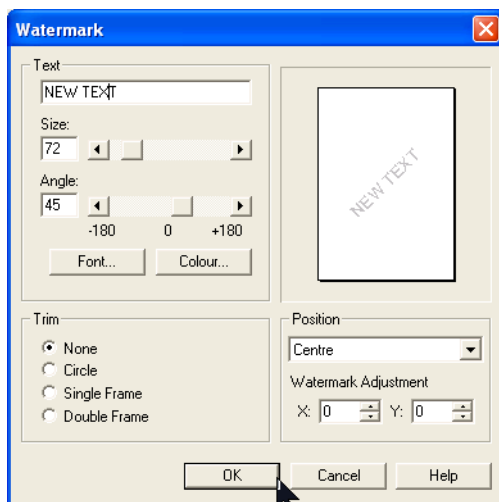 Watermark
Text
NEW TEXT
Size:
72
Angle:
45
-180 0 +180
Font... Colour...
NEW TEXT
Trim
None
Circle
Single Frame
Double Frame
Position
Centre
Watermark Adjustment
X: 0 Y: 0
OK Cancel Help